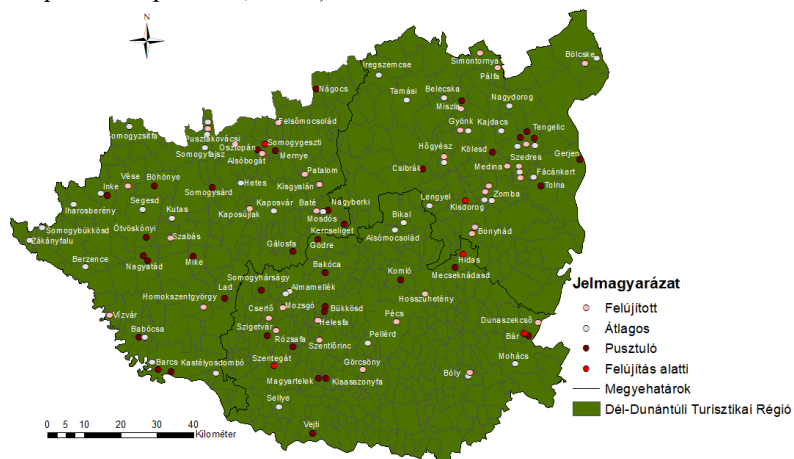 N
Simontornya
Bölcske
Iregszemcse
Pálfa
Nágocs
Tamási
Belecska
Miszla
Nagydorog
Felsőmocsolád
Somogyzsitfa
Pusztakovácsi
Gyönk
Kajdacs
Tengelic
Osztopán
Somogygeszti
Somogyfajsz
Alsóbogát
Mernye
Hőgyész
Kölesd
Szedres
Gerjen
Patalom
Csibrák
Medina
Fácánkert
Vése
Böhönye
Hetes
Kisgyalán
Tolna
Inke
Somogysárd
Lengyel
Zomba
Iharosberény
Segesd
Kaposvár
Baté
Nagyberki
Kisdorog
Kutas
Kaposújlak
Mosdós
Bikal
Somogybükkösd
Kercseliget
Alsómocsolád
Bonyhád
Ötvöskónyi
Szabás
Zákányfalu
Gödre
Gálosfa
Hidas
Berzence
Nagyatád
Mike
Bakóca
Komló
Mecseknádasd
Somogyhárságy
Almamellék
Jelmagyarázat
Lad
Hosszúhetény
Homokszentgyörgy
Mozsgó
Bükkösd
Felújított
Csertő
Pécs
Dunaszekcső
Vízvár
Helesfa
Átlagos
Szigetvár
Bár
Babócsa
Rózsafa
Szentlőrinc
Pellérd
Pusztuló
Mohács
Barcs
Kastélyosdombó
Szentegát
Görcsöny
Bóly
Felújítás alatti
Magyartelek
Kisasszonyfa
Megyehatárok
Sellye
Dél-Dunántúli Turisztikai Régió
0 5 10 20 30 40
Kilométer
Vejti